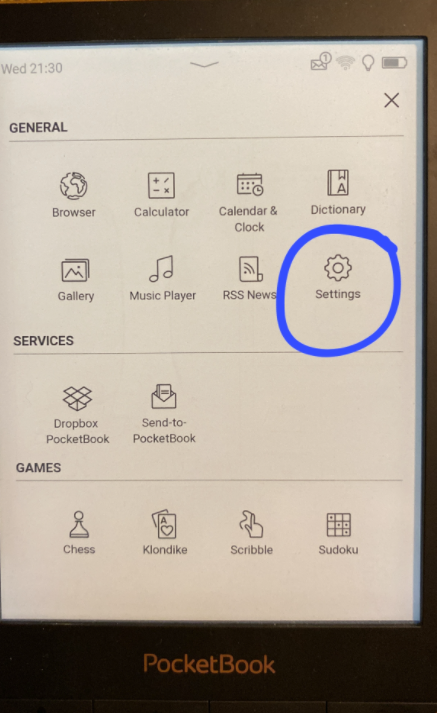 Wed 21:30
1
GENERAL
Browser
Calculator
Calendar &
Clock
Dictionary
W
A
Gallery
Music Player
RSS News
Settings
SERVICES
Dropbox
PocketBook
Send-to-
PocketBook
GAMES
A
Chess
Klondike
Scribble
Sudoku
PocketBook